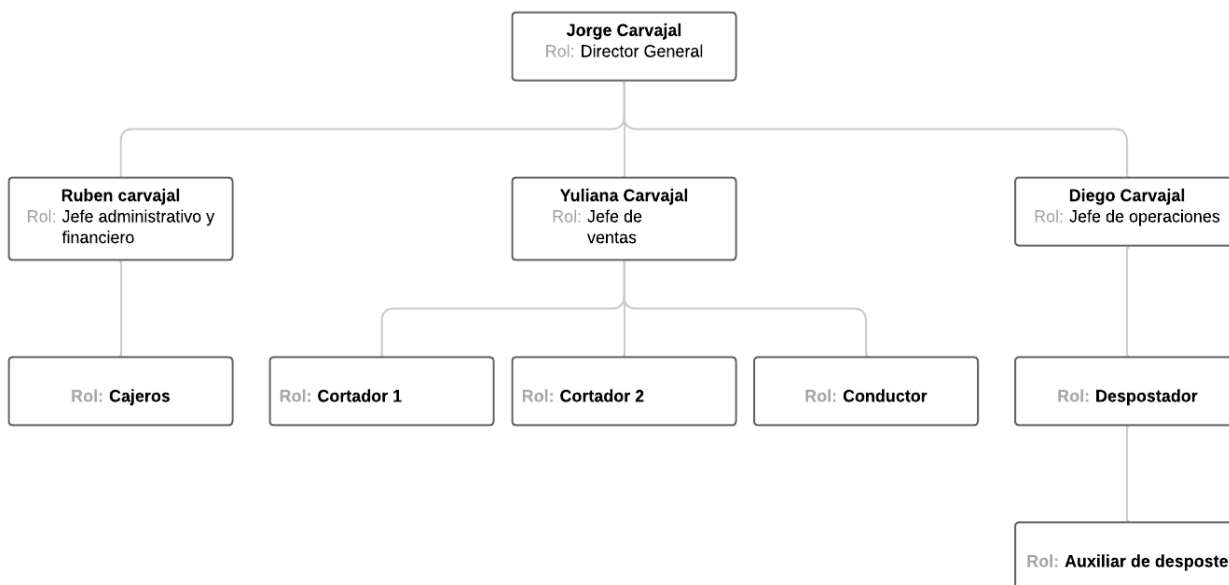 Jorge Carvajal
Rol: Director General
Ruben carvajal
Rol: Jefe administrativo y
financiero
Yuliana Carvajal
Rol: Jefe de
ventas
Diego Carvajal
Rol: Jefe de operaciones
Rol: Cajeros
Rol: Cortador 1
Rol: Cortador 2
Rol: Conductor
Rol: Despostador
Rol: Auxiliar de desposte